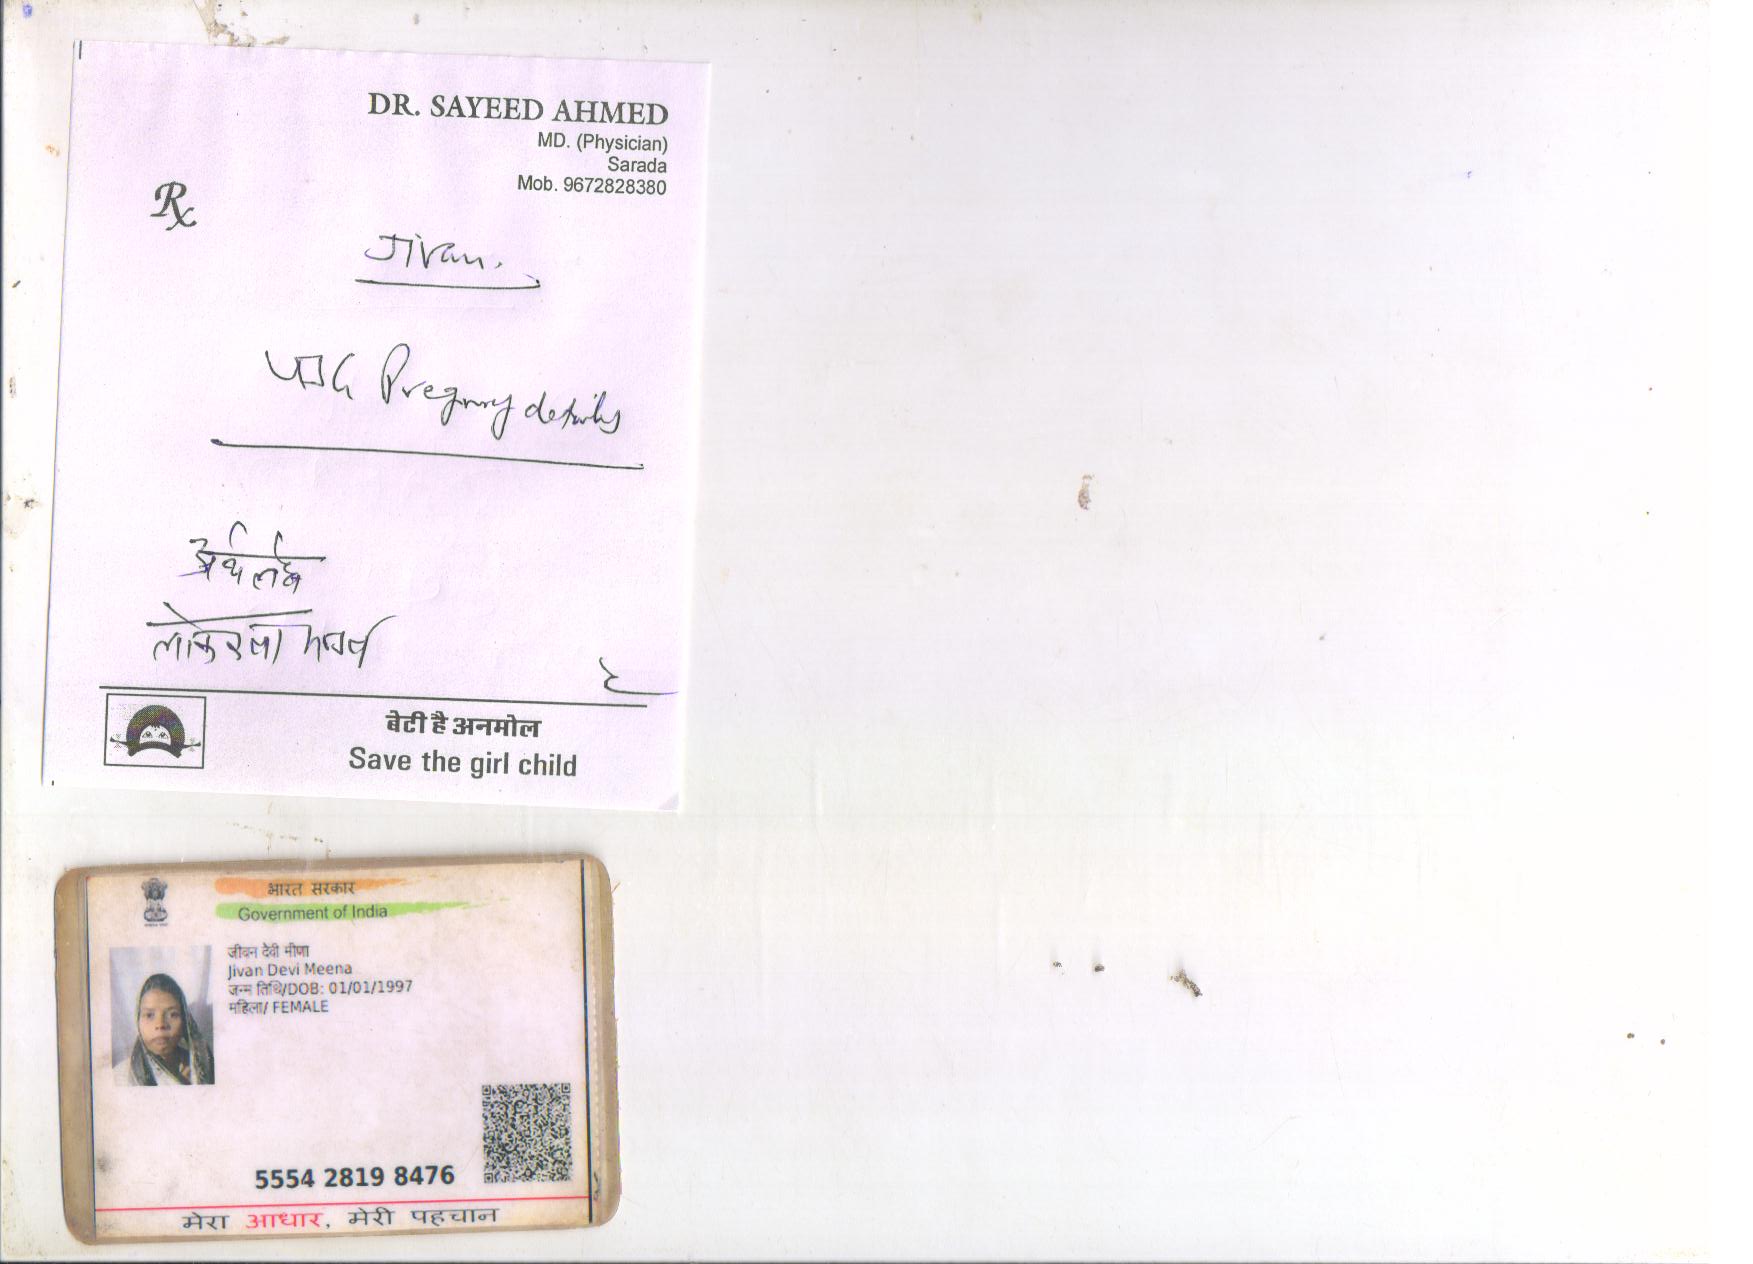 DR. SAYEED AHMED
MD. (Physician)
Sarada
Mob. 9672828380
Rx
Jivan.
USG Pregnancy details
बेटी है अनमोल
Save the girl child
भारत सरकार
Government of India
जीवन देवी मीणा
Jivan Devi Meena
जन्म तिथि/DOB: 01/01/1997
महिला/ FEMALE
5554 2819 8476
मेरा आधार, मेरी पहचान